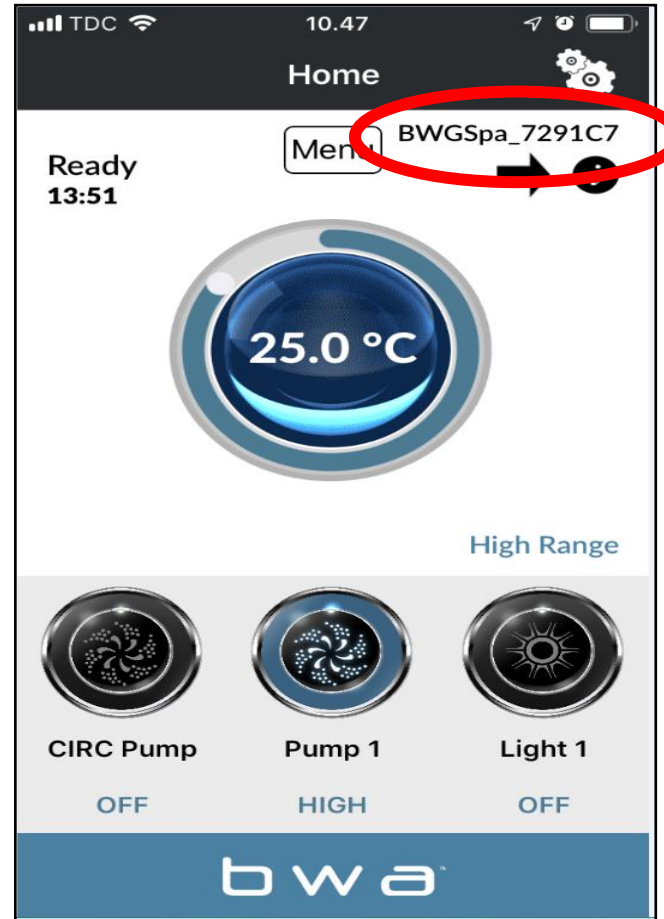 TDC 10.47
Home
Menu BWGSpa_7291C7
Ready
13:51
25.0 °C
High Range
CIRC Pump Pump 1 Light 1
OFF HIGH OFF
bwa™